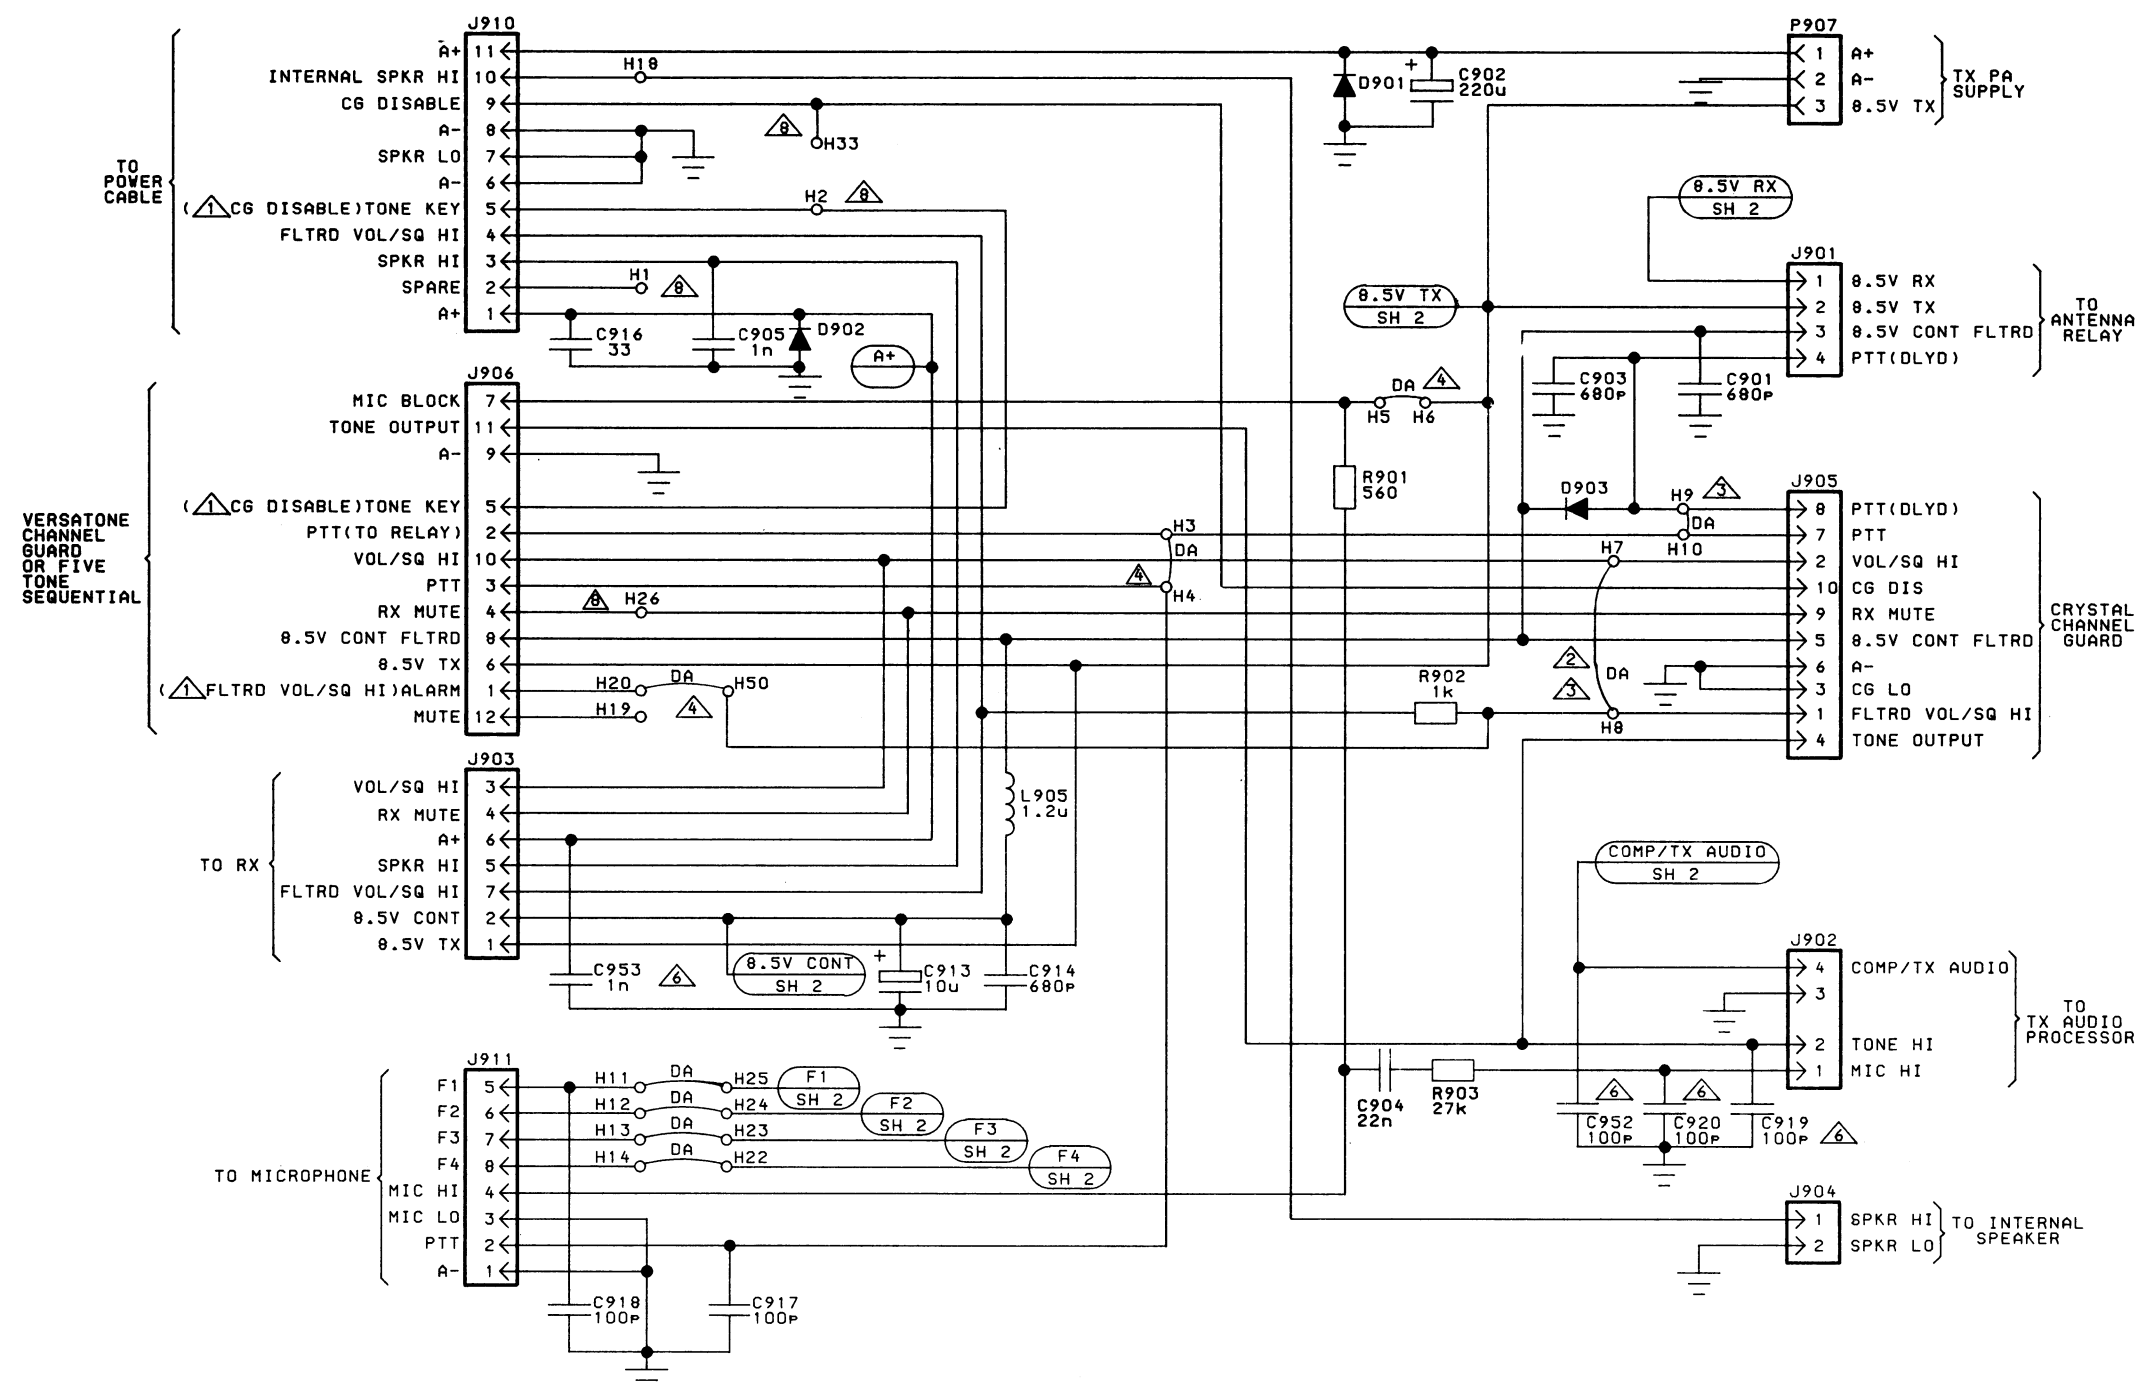 J910
A+ 11
INTERNAL SPKR HI 10
CG DISABLE 9
A- 8
SPKR LO 7
A- 6
(1 CG DISABLE)TONE KEY 5
FLTRD VOL/SQ HI 4
SPKR HI 3
SPARE 2
A+ 1
TO
POWER
CABLE
H18
8
H33
H2 8
H1 8
C916
33
C905
1n
D902
A+
D901
+
C902
220u
P907
1 A+
2 A-
3 8.5V TX
TX PA
SUPPLY
8.5V RX
SH 2
8.5V TX
SH 2
J901
1 8.5V RX
2 8.5V TX
3 8.5V CONT FLTRD
4 PTT(DLYD)
TO
ANTENNA
RELAY
C903
680p
C901
680p
DA 4
H5 H6
R901
560
J906
MIC BLOCK 7
TONE OUTPUT 11
A- 9
(1 CG DISABLE)TONE KEY 5
PTT(TO RELAY) 2
VOL/SQ HI 10
PTT 3
RX MUTE 4
8.5V CONT FLTRD 8
8.5V TX 6
(1 FLTRD VOL/SQ HI)ALARM 1
MUTE 12
VERSATONE
CHANNEL
GUARD
OR FIVE
TONE
SEQUENTIAL
8 H26
H20 DA H50
4
H19
H3
DA
4
H4
D903
H9 3
DA
H10
H7
2
DA
3
H8
R902
1k
J905
8 PTT(DLYD)
7 PTT
2 VOL/SQ HI
10 CG DIS
9 RX MUTE
5 8.5V CONT FLTRD
6 A-
3 CG LO
1 FLTRD VOL/SQ HI
4 TONE OUTPUT
CRYSTAL
CHANNEL
GUARD
J903
VOL/SQ HI 3
RX MUTE 4
A+ 6
SPKR HI 5
FLTRD VOL/SQ HI 7
8.5V CONT 2
8.5V TX 1
TO RX
L905
1.2u
C953
1n
6
8.5V CONT
SH 2
+
C913
10u
C914
680p
COMP/TX AUDIO
SH 2
J902
4 COMP/TX AUDIO
3
2 TONE HI
1 MIC HI
TO
TX AUDIO
PROCESSOR
C904
22n
R903
27k
6
C952
100p
6
C920
100p
C919
100p
6
J911
F1 5
F2 6
F3 7
F4 8
MIC HI 4
MIC LO 3
PTT 2
A- 1
TO MICROPHONE
H11 DA H25
F1
SH 2
H12 DA H24
F2
SH 2
H13 DA H23
F3
SH 2
H14 DA H22
F4
SH 2
C918
100p
C917
100p
J904
1 SPKR HI
2 SPKR LO
TO INTERNAL
SPEAKER